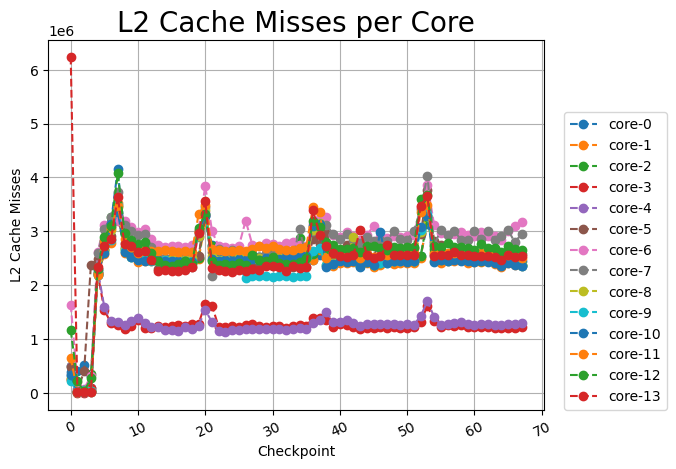 L2 Cache Misses per Core
1e6
6
5
4
3
2
1
0
L2 Cache Misses
0
10
20
30
40
50
60
70
Checkpoint
core-0
core-1
core-2
core-3
core-4
core-5
core-6
core-7
core-8
core-9
core-10
core-11
core-12
core-13